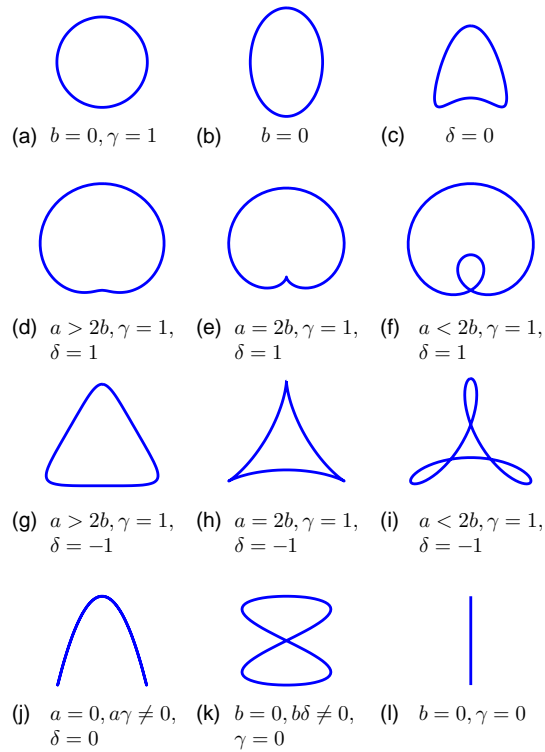 (a) b = 0, γ = 1
(b) b = 0
(c) δ = 0
(d) a > 2b, γ = 1,
δ = 1
(e) a = 2b, γ = 1,
δ = 1
(f) a < 2b, γ = 1,
δ = 1
(g) a > 2b, γ = 1,
δ = −1
(h) a = 2b, γ = 1,
δ = −1
(i) a < 2b, γ = 1,
δ = −1
(j) a = 0, aγ ≠ 0,
δ = 0
(k) b = 0, bδ ≠ 0,
γ = 0
(l) b = 0, γ = 0